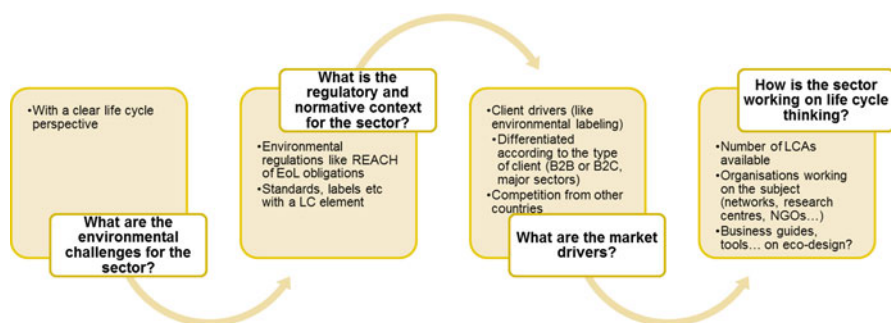 •With a clear life cycle
perspective
What are the
environmental
challenges for the
sector?
What is the
regulatory and
normative context
for the sector?
•Environmental
regulations like REACH
of EoL obligations
•Standards, labels etc
with a LC element
•Client drivers (like
environmental labeling)
•Differentiated
according to the type
of client (B2B or B2C,
major sectors)
•Competition from other
countries
What are the market
drivers?
How is the sector
working on life cycle
thinking?
•Number of LCAs
available
•Organisations working
on the subject
(networks, research
centres, NGOs…)
•Business guides,
tools… on eco-design?